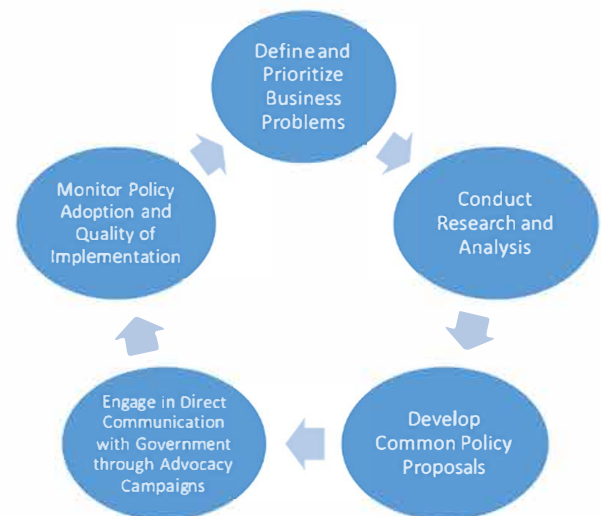 Define and
Prioritize
Business
Problems
Conduct
Research and
Analysis
Develop
Common Policy
Proposals
Engage in Direct
Communication
with Government
through Advocacy
Campaigns
Monitor Policy
Adoption and
Quality of
Implementation